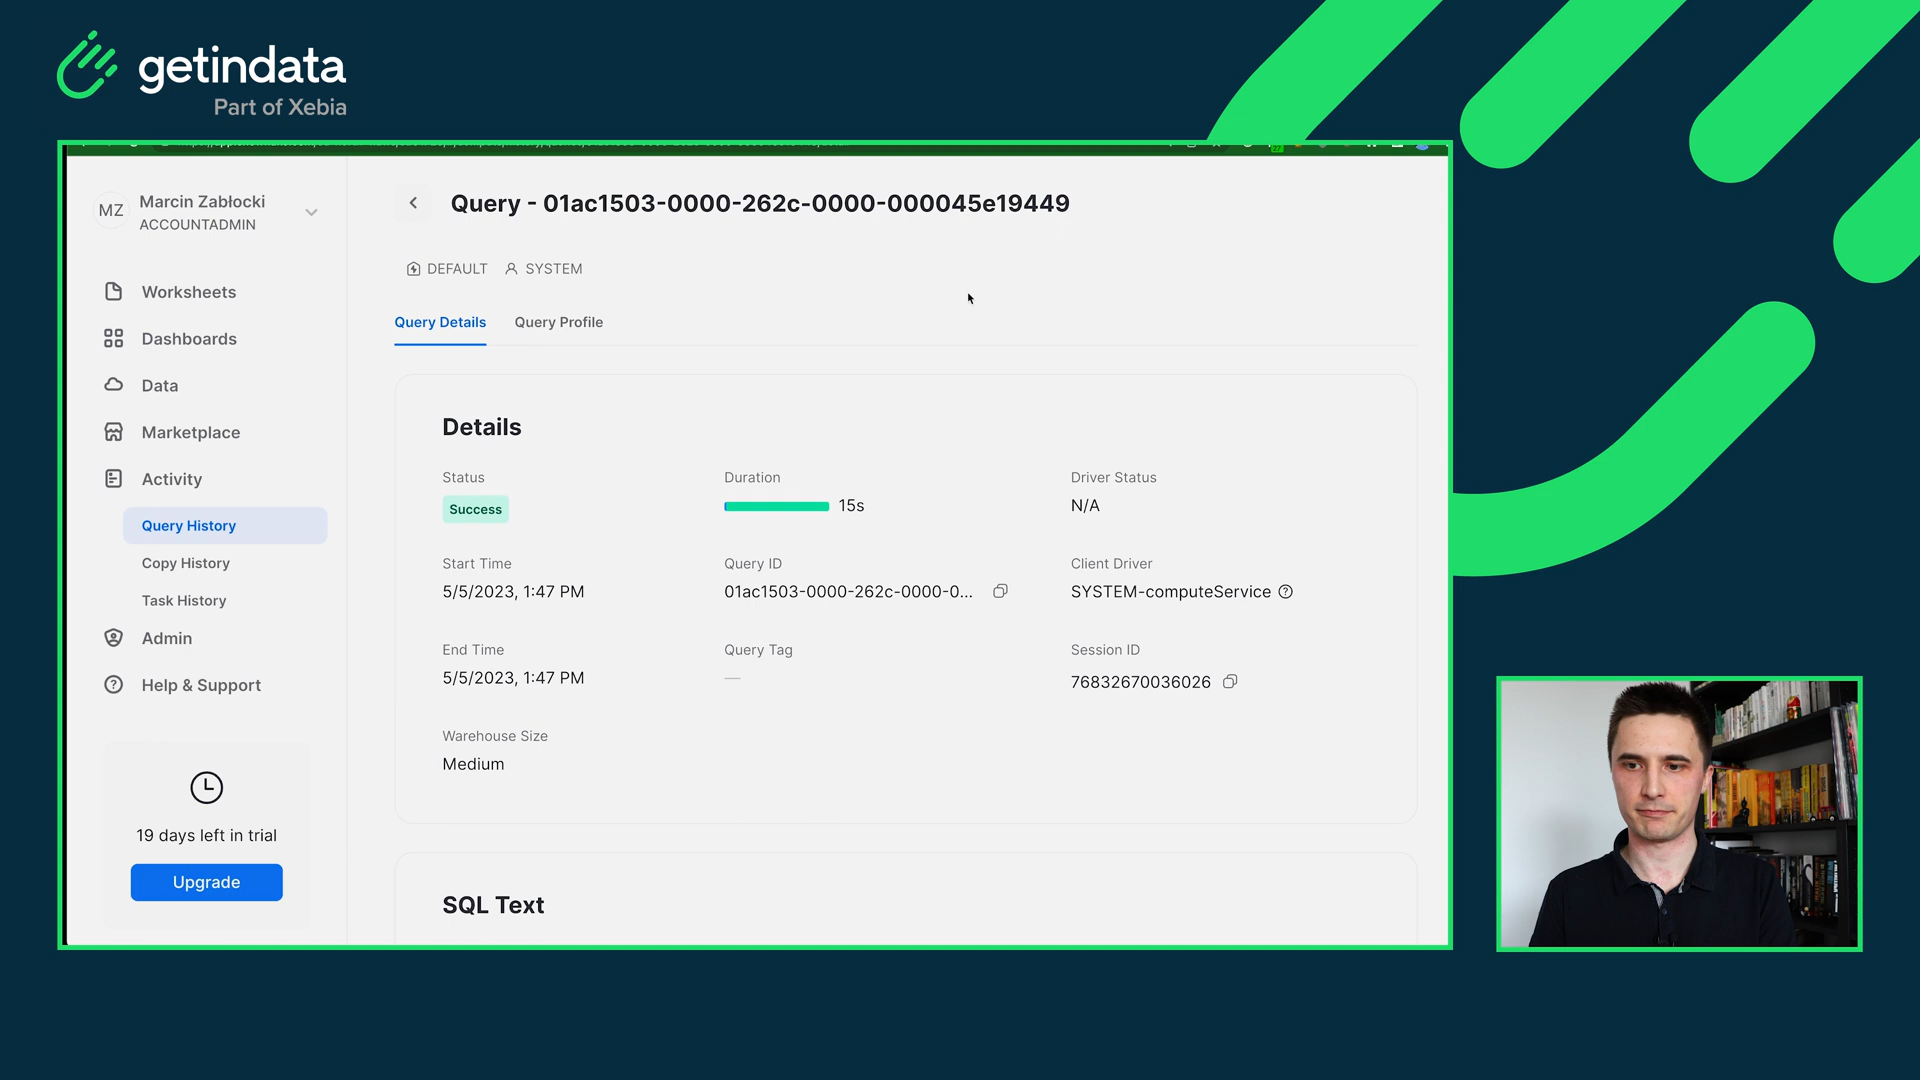 getindata
Part of Xebia
MZ
Marcin Zabłocki
ACCOUNTADMIN
Worksheets
Dashboards
Data
Marketplace
Activity
Query History
Copy History
Task History
Admin
Help & Support
19 days left in trial
Upgrade
Query - 01ac1503-0000-262c-0000-000045e19449
DEFAULT SYSTEM
Query Details Query Profile
Details
Status Duration Driver Status
Success 15s N/A
Start Time Query ID Client Driver
5/5/2023, 1:47 PM 01ac1503-0000-262c-0000-0... SYSTEM-computeService
End Time Query Tag Session ID
5/5/2023, 1:47 PM — 76832670036026
Warehouse Size
Medium
SQL Text